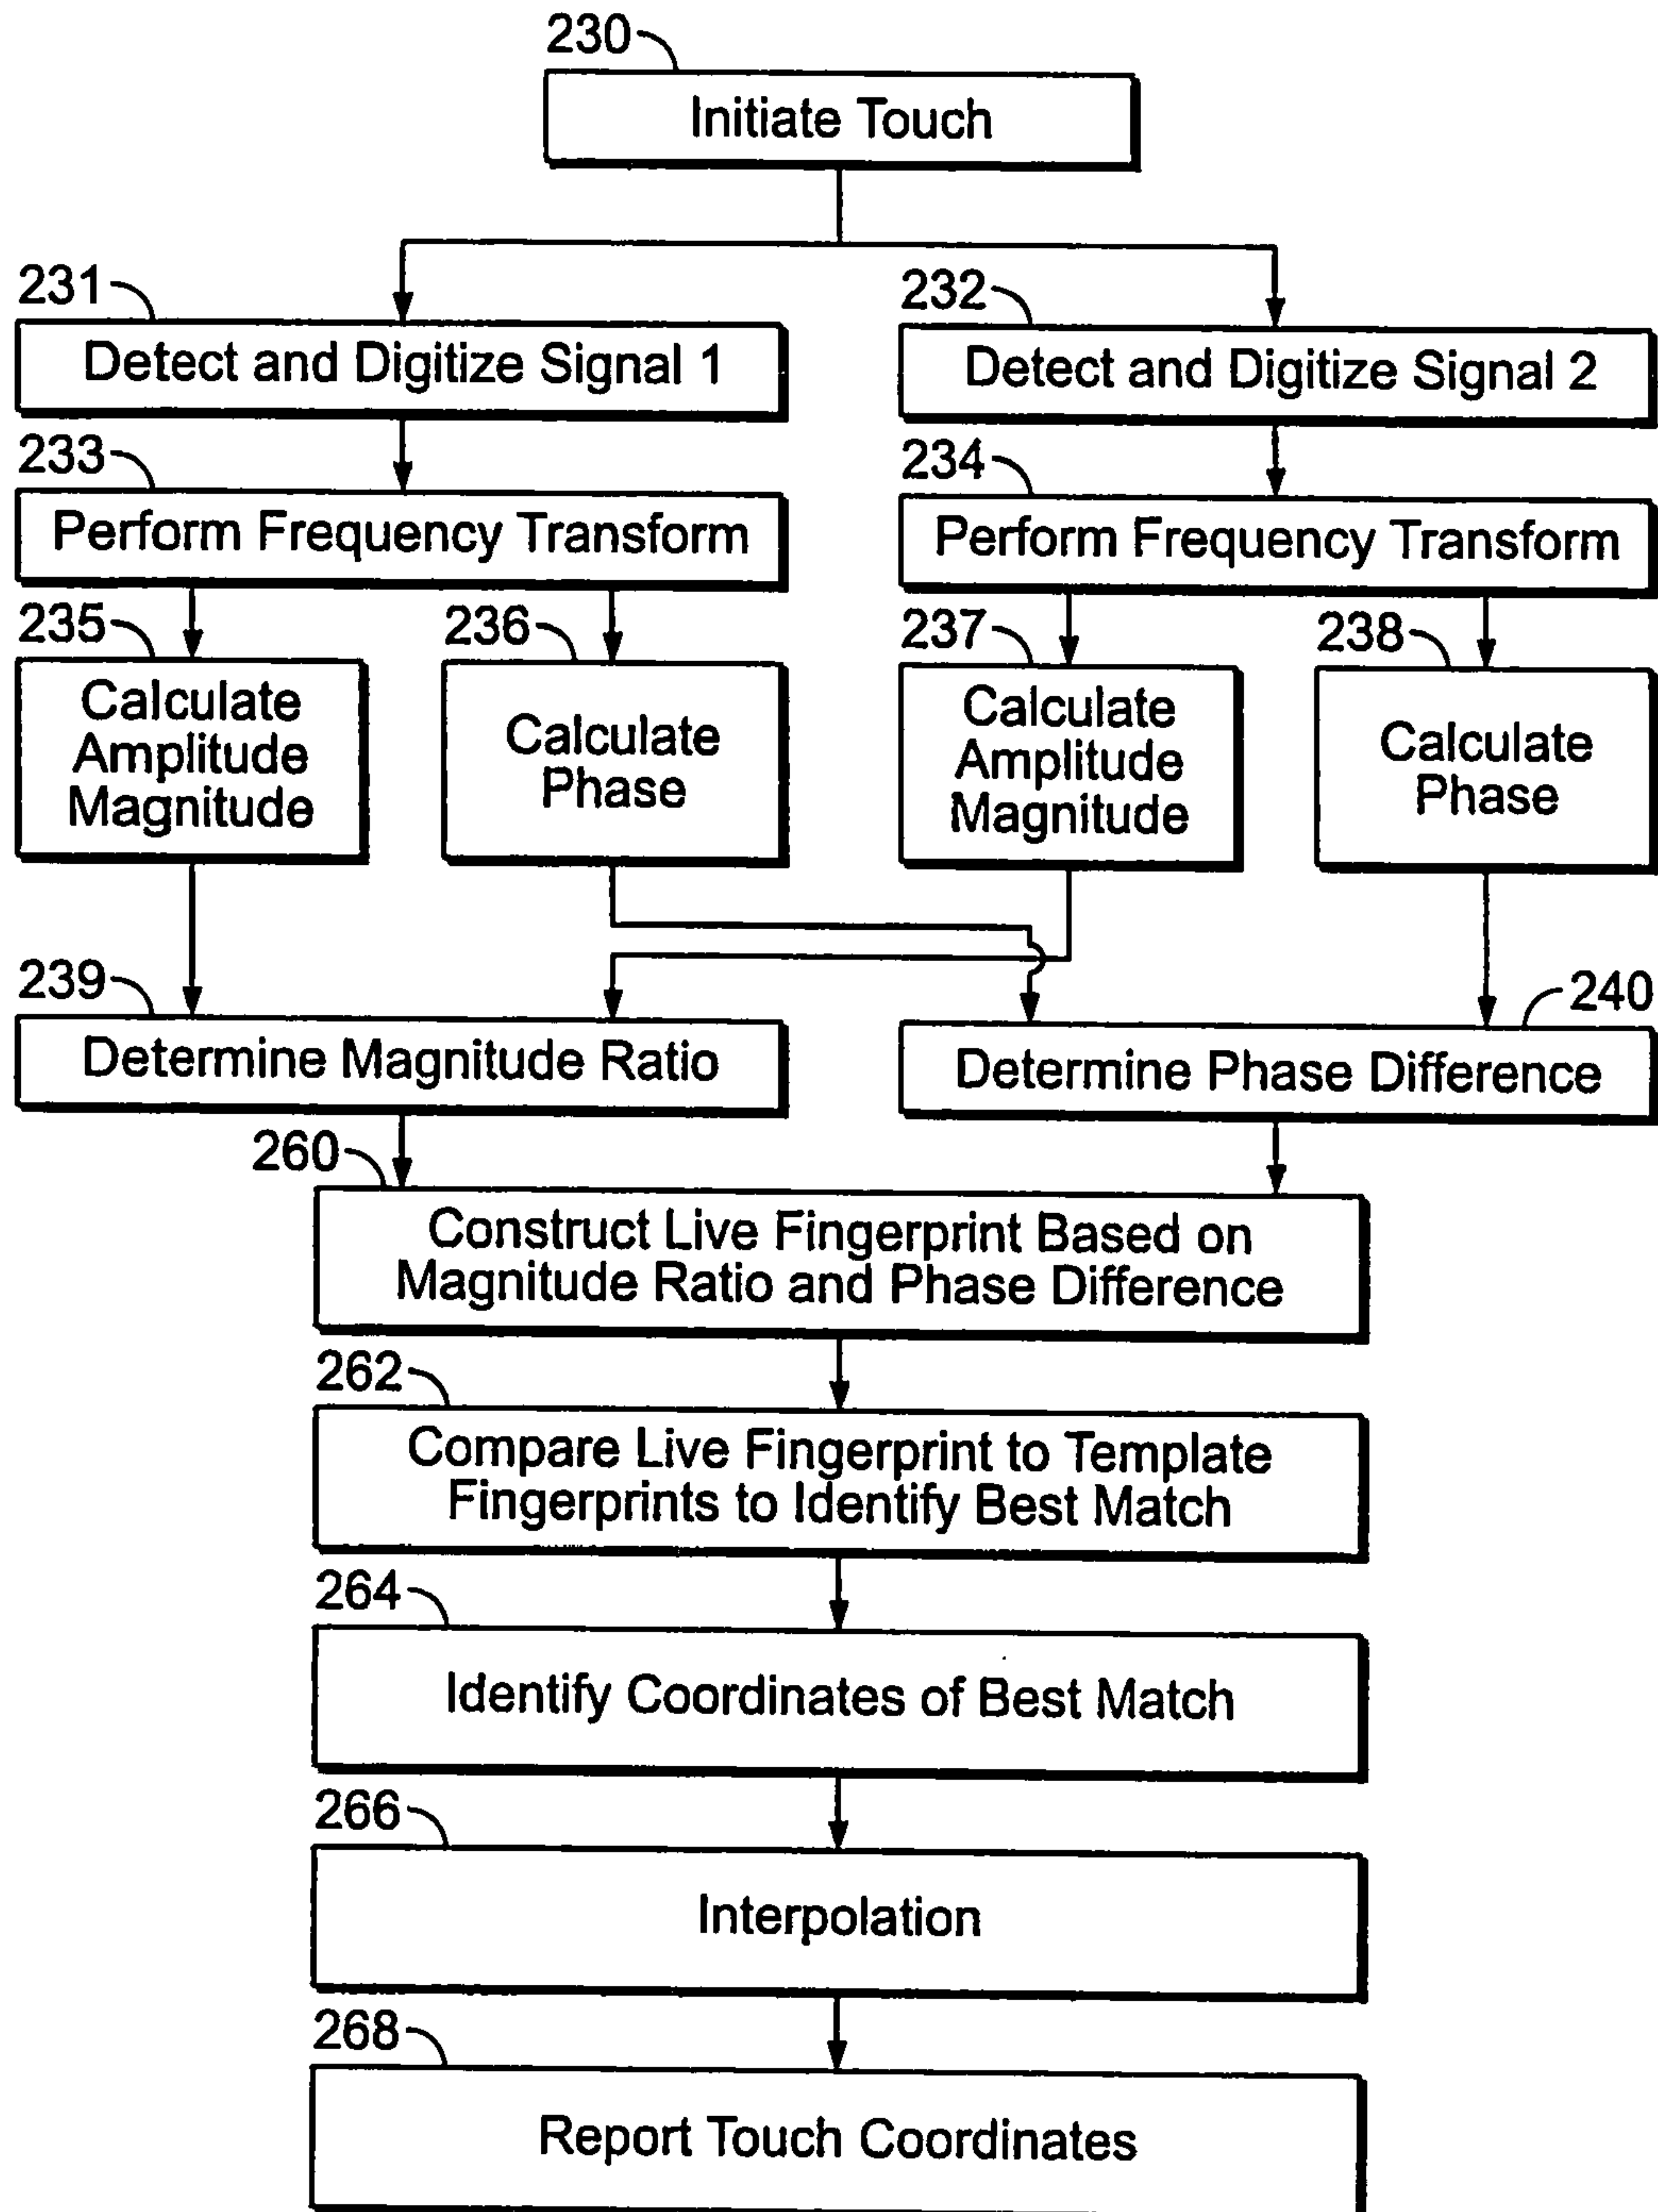 230
Initiate Touch
231
232
Detect and Digitize Signal 1
Detect and Digitize Signal 2
233
234
Perform Frequency Transform
Perform Frequency Transform
235
236
237
238
Calculate
Amplitude
Magnitude
Calculate
Phase
Calculate
Amplitude
Magnitude
Calculate
Phase
239
240
Determine Magnitude Ratio
Determine Phase Difference
260
Construct Live Fingerprint Based on
Magnitude Ratio and Phase Difference
262
Compare Live Fingerprint to Template
Fingerprints to Identify Best Match
264
Identify Coordinates of Best Match
266
Interpolation
268
Report Touch Coordinates